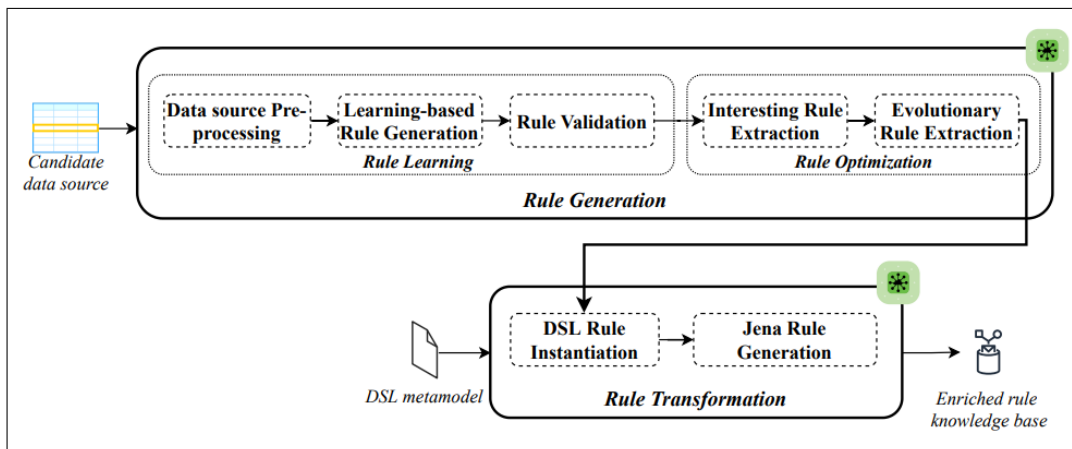 Data source Pre-
processing
Learning-based
Rule Generation
Rule Validation
Rule Learning
Interesting Rule
Extraction
Evolutionary
Rule Extraction
Rule Optimization
Candidate
data source
Rule Generation
DSL Rule
Instantiation
Jena Rule
Generation
DSL metamodel
Rule Transformation
Enriched rule
knowledge base